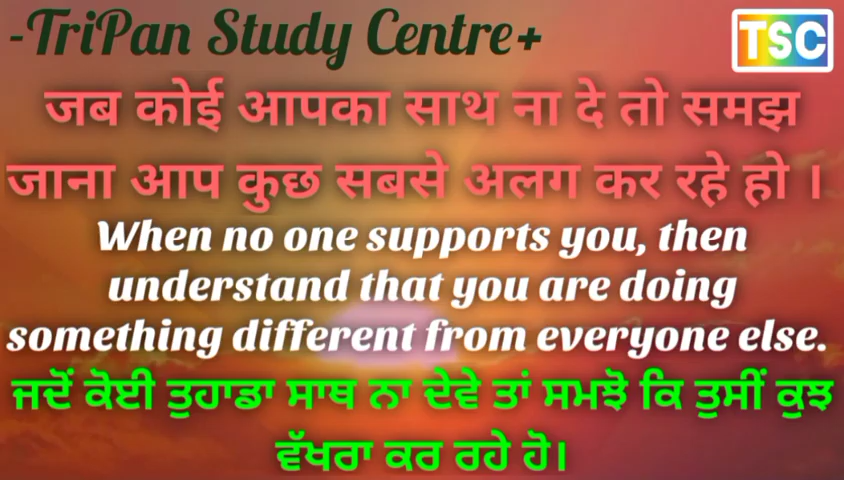 -TriPan Study Centre+
TSC
जब कोई आपका साथ ना दे तो समझ
जाना आप कुछ सबसे अलग कर रहे हो ।
When no one supports you, then
understand that you are doing
something different from everyone else.
ਜਦੋਂ ਕੋਈ ਤੁਹਾਡਾ ਸਾਥ ਨਾ ਦੇਵੇ ਤਾਂ ਸਮਝੋ ਕਿ ਤੁਸੀਂ ਕੁਝ
ਵੱਖਰਾ ਕਰ ਰਹੇ ਹੋ।